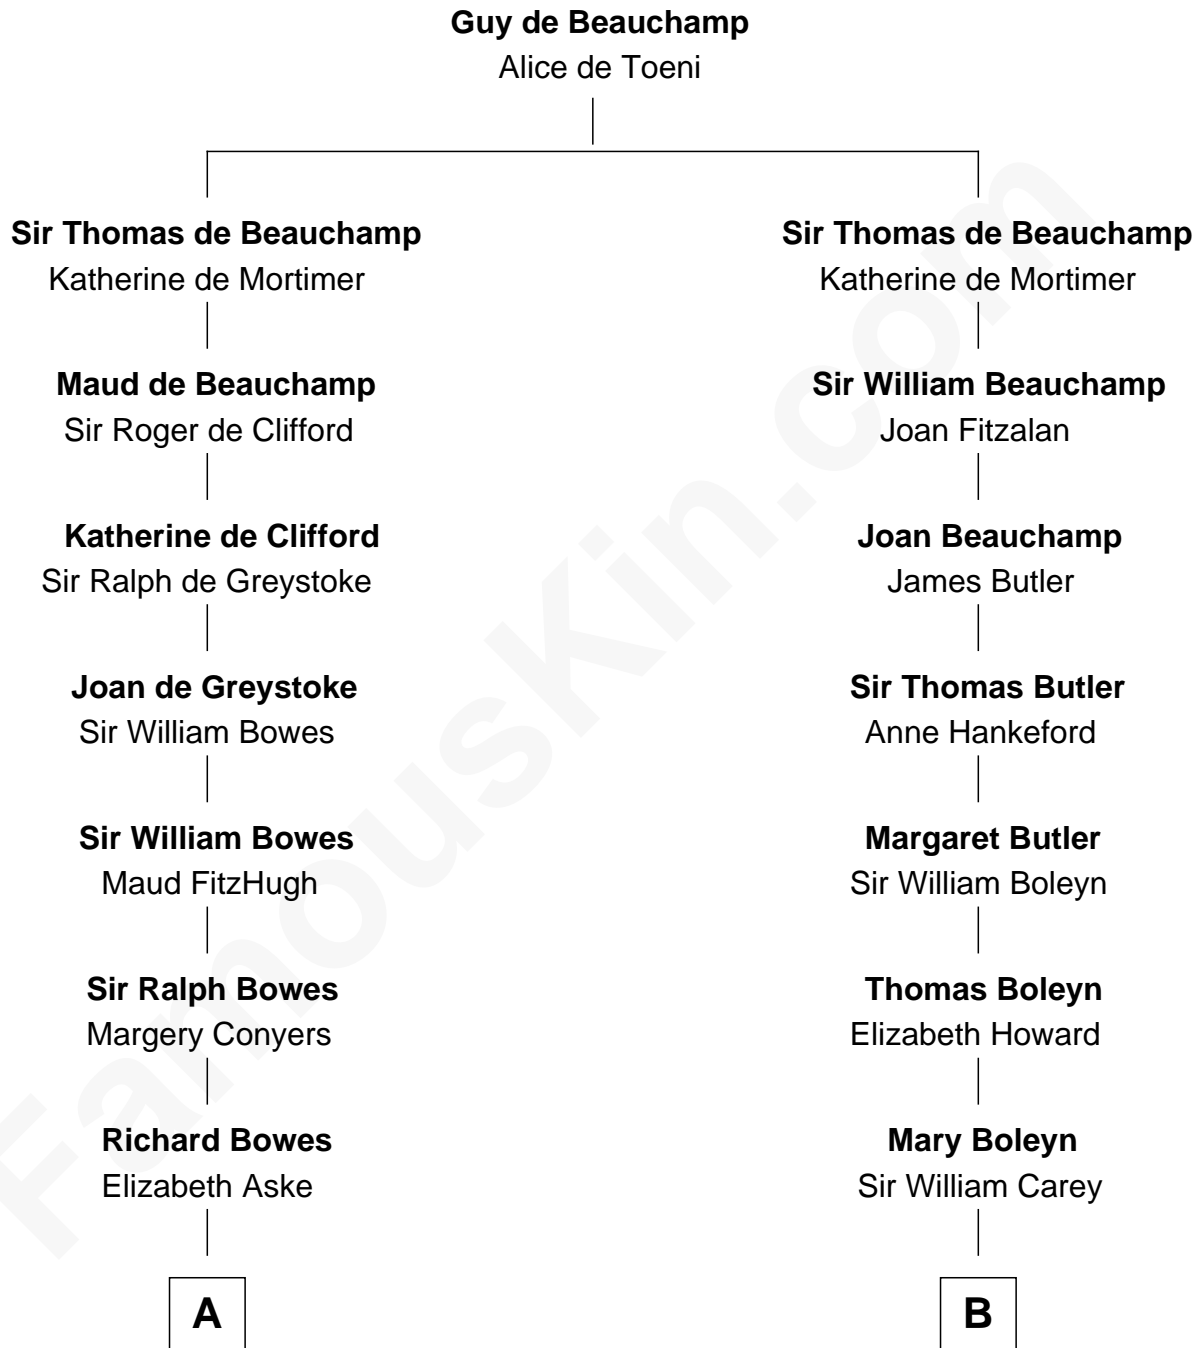 Guy de Beauchamp
Alice de Toeni
Sir Thomas de Beauchamp
Katherine de Mortimer
Sir Thomas de Beauchamp
Katherine de Mortimer
Maud de Beauchamp
Sir Roger de Clifford
Sir William Beauchamp
Joan Fitzalan
Katherine de Clifford
Sir Ralph de Greystoke
Joan Beauchamp
James Butler
Joan de Greystoke
Sir William Bowes
Sir Thomas Butler
Anne Hankeford
Sir William Bowes
Maud FitzHugh
Margaret Butler
Sir William Boleyn
Sir Ralph Bowes
Margery Conyers
Thomas Boleyn
Elizabeth Howard
Richard Bowes
Elizabeth Aske
Mary Boleyn
Sir William Carey
A
B
FamousKin.com